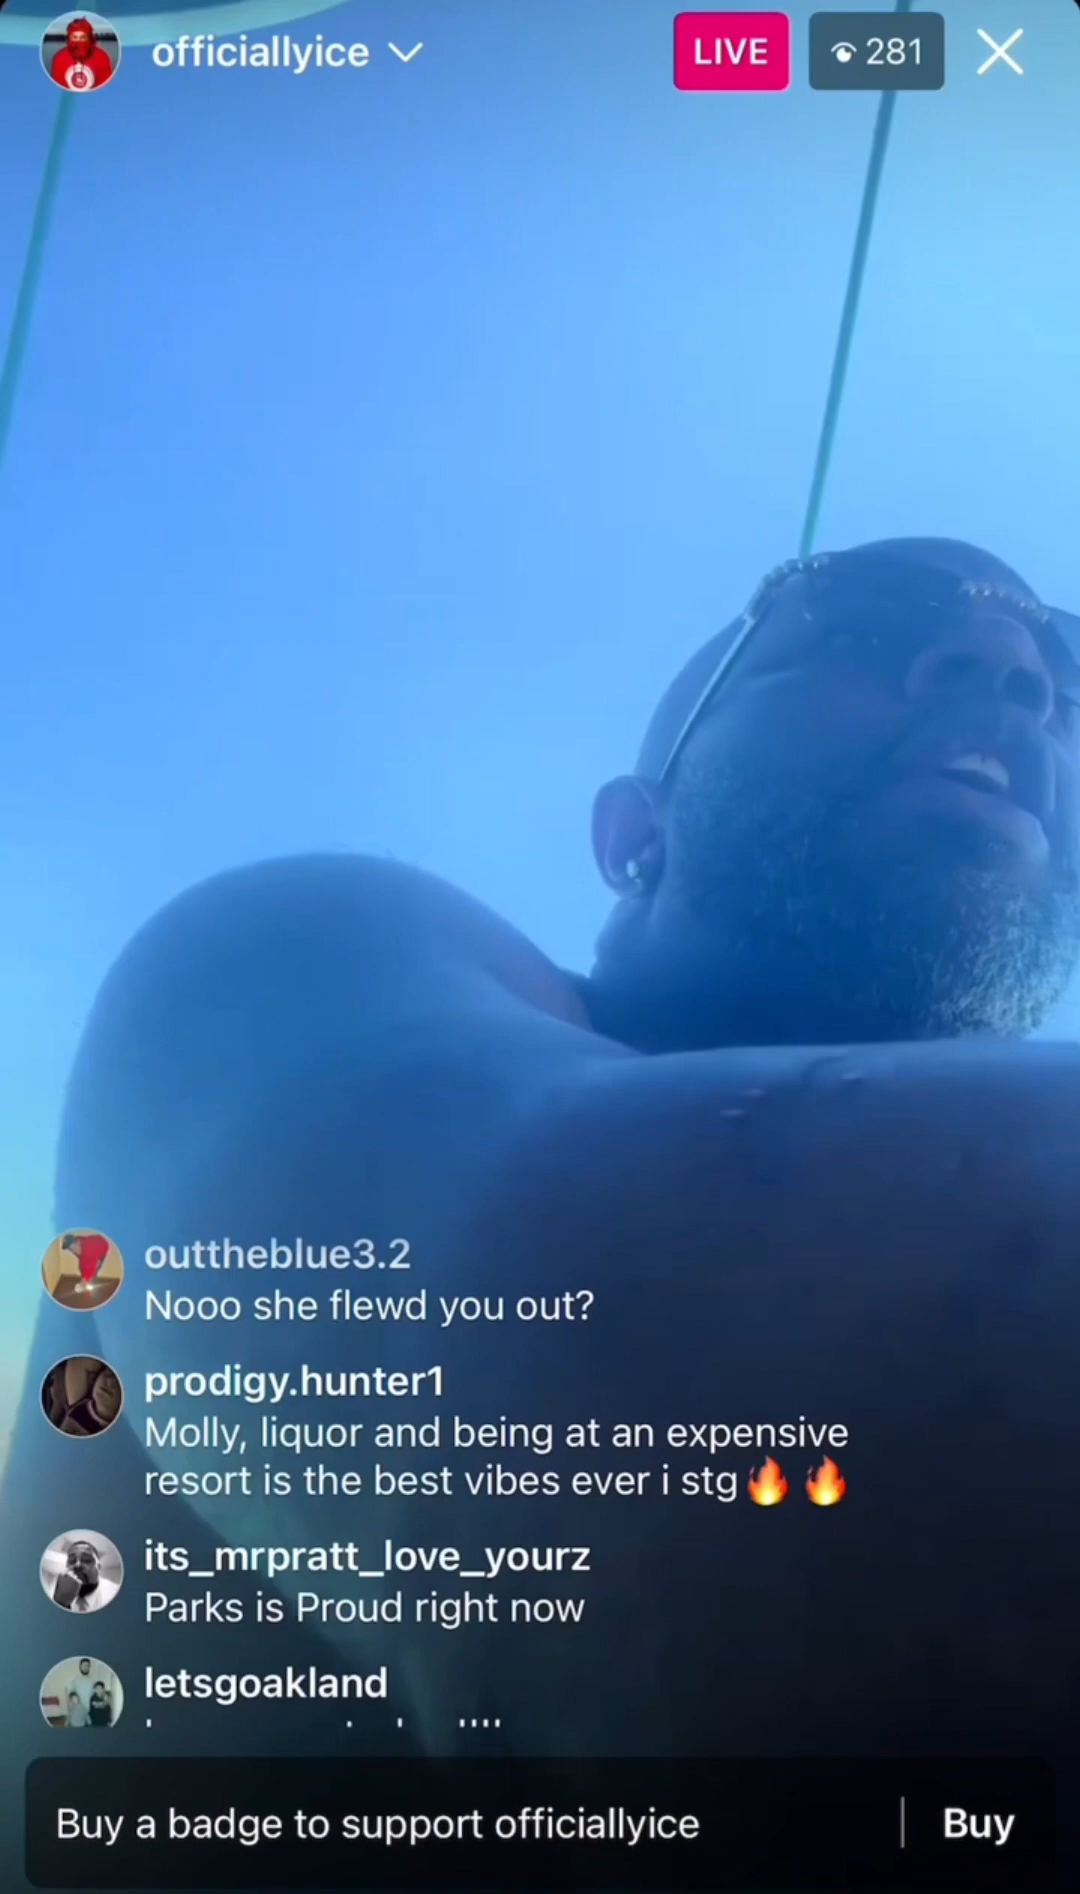 officiallyice
LIVE
281
outtheblue3.2
Nooo she flewd you out?
prodigy.hunter1
Molly, liquor and being at an expensive
resort is the best vibes ever i stg🔥🔥
its_mrpratt_love_yourz
Parks is Proud right now
letsgoakland
Buy a badge to support officiallyice
Buy